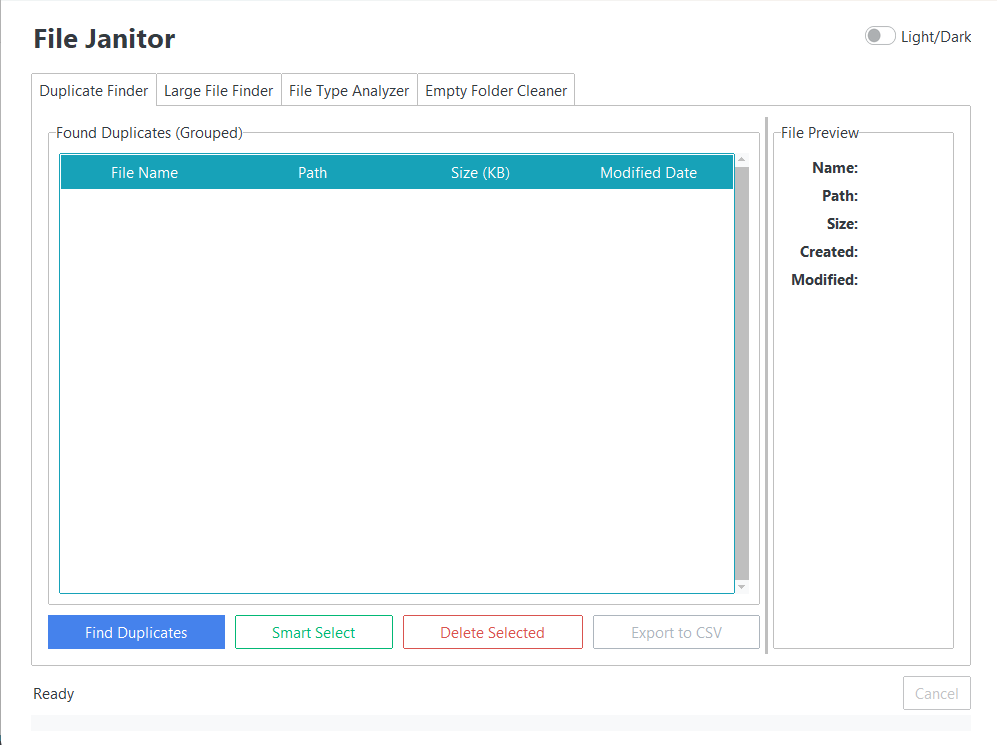 File Janitor
Light/Dark
Duplicate Finder
Large File Finder
File Type Analyzer
Empty Folder Cleaner
Found Duplicates (Grouped)
File Name
Path
Size (KB)
Modified Date
File Preview
Name:
Path:
Size:
Created:
Modified:
Find Duplicates
Smart Select
Delete Selected
Export to CSV
Ready
Cancel